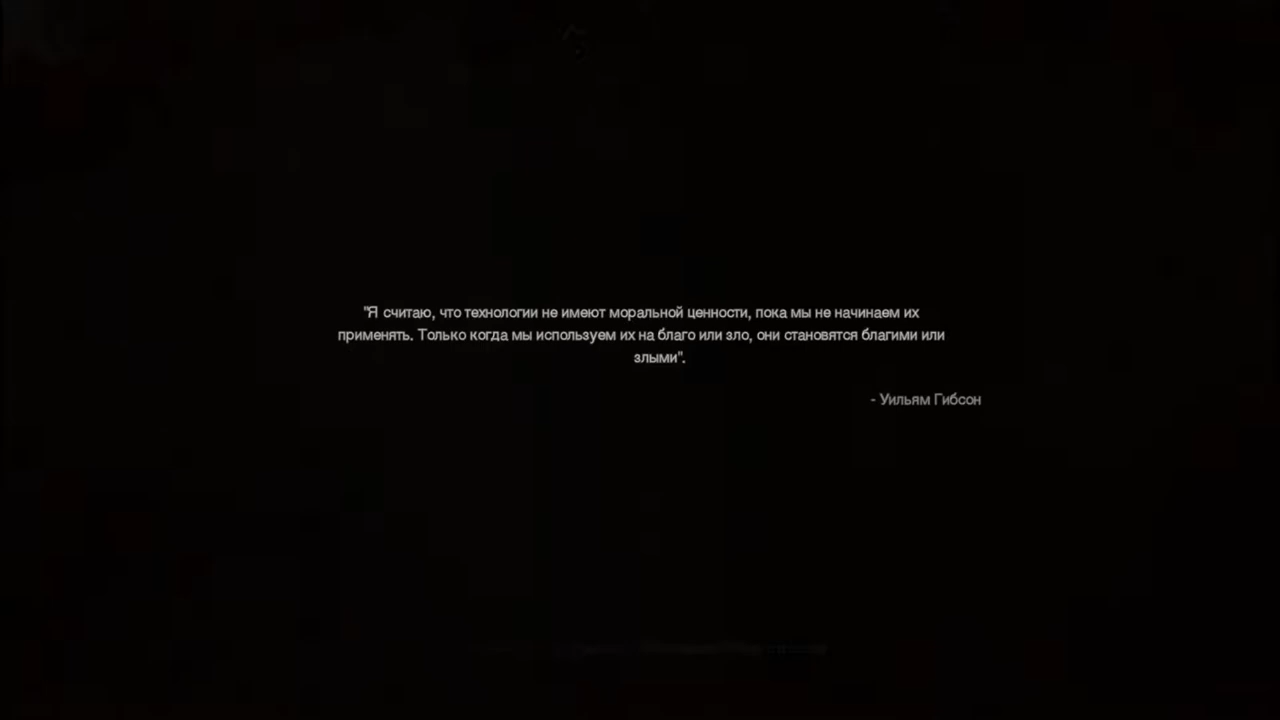 "Я считаю, что технологии не имеют моральной ценности, пока мы не начинаем их
применять. Только когда мы используем их на благо или зло, они становятся благими или
злыми".
- Уильям Гибсон